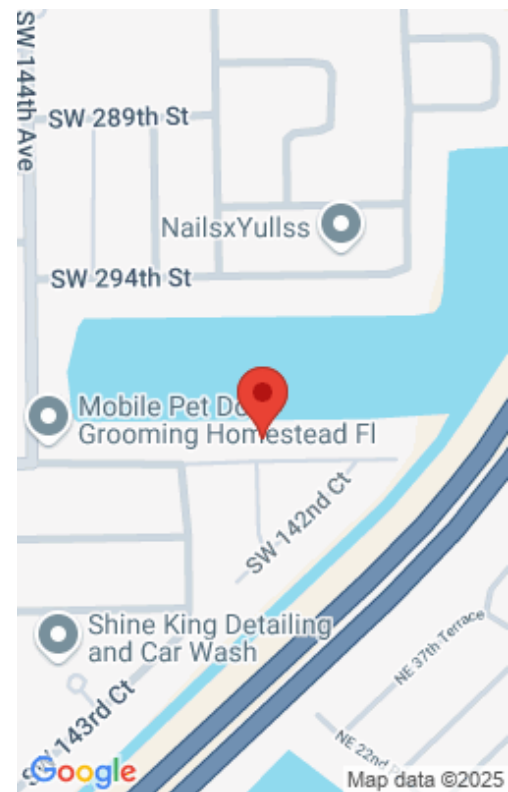 SW 144th Ave
SW 289th St
NailsxYullss
SW 294th St
Mobile Pet Do
Grooming Homestead Fl
SW 142nd Ct
Shine King Detailing
and Car Wash
NE 37th Terrace
SW 143rd Ct
NE 22nd
Google
Map data ©2025